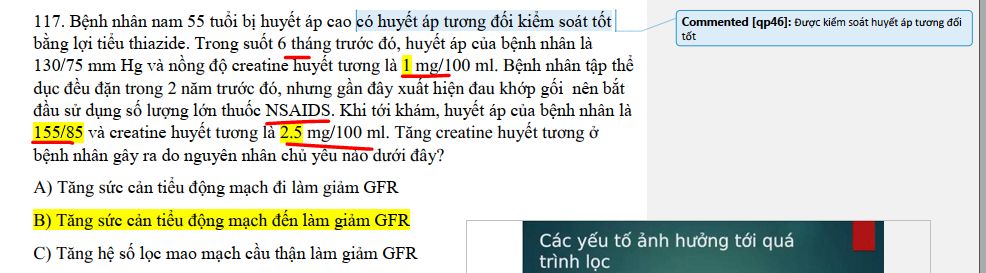 117. Bệnh nhân nam 55 tuổi bị huyết áp cao có huyết áp tương đối kiểm soát tốt
bằng lợi tiểu thiazide. Trong suốt 6 tháng trước đó, huyết áp của bệnh nhân là
130/75 mm Hg và nồng độ creatine huyết tương là 1 mg/100 ml. Bệnh nhân tập thể
dục đều đặn trong 2 năm trước đó, nhưng gần đây xuất hiện đau khớp gối nên bắt
đầu sử dụng số lượng lớn thuốc NSAIDS. Khi tới khám, huyết áp của bệnh nhân là
155/85 và creatine huyết tương là 2.5 mg/100 ml. Tăng creatine huyết tương ở
bệnh nhân gây ra do nguyên nhân chủ yếu nào dưới đây?
A) Tăng sức cản tiểu động mạch đi làm giảm GFR
B) Tăng sức cản tiểu động mạch đến làm giảm GFR
C) Tăng hệ số lọc mao mạch cầu thận làm giảm GFR
Commented [qp46]: Được kiểm soát huyết áp tương đối
tốt
Các yếu tố ảnh hưởng tới quá
trình lọc